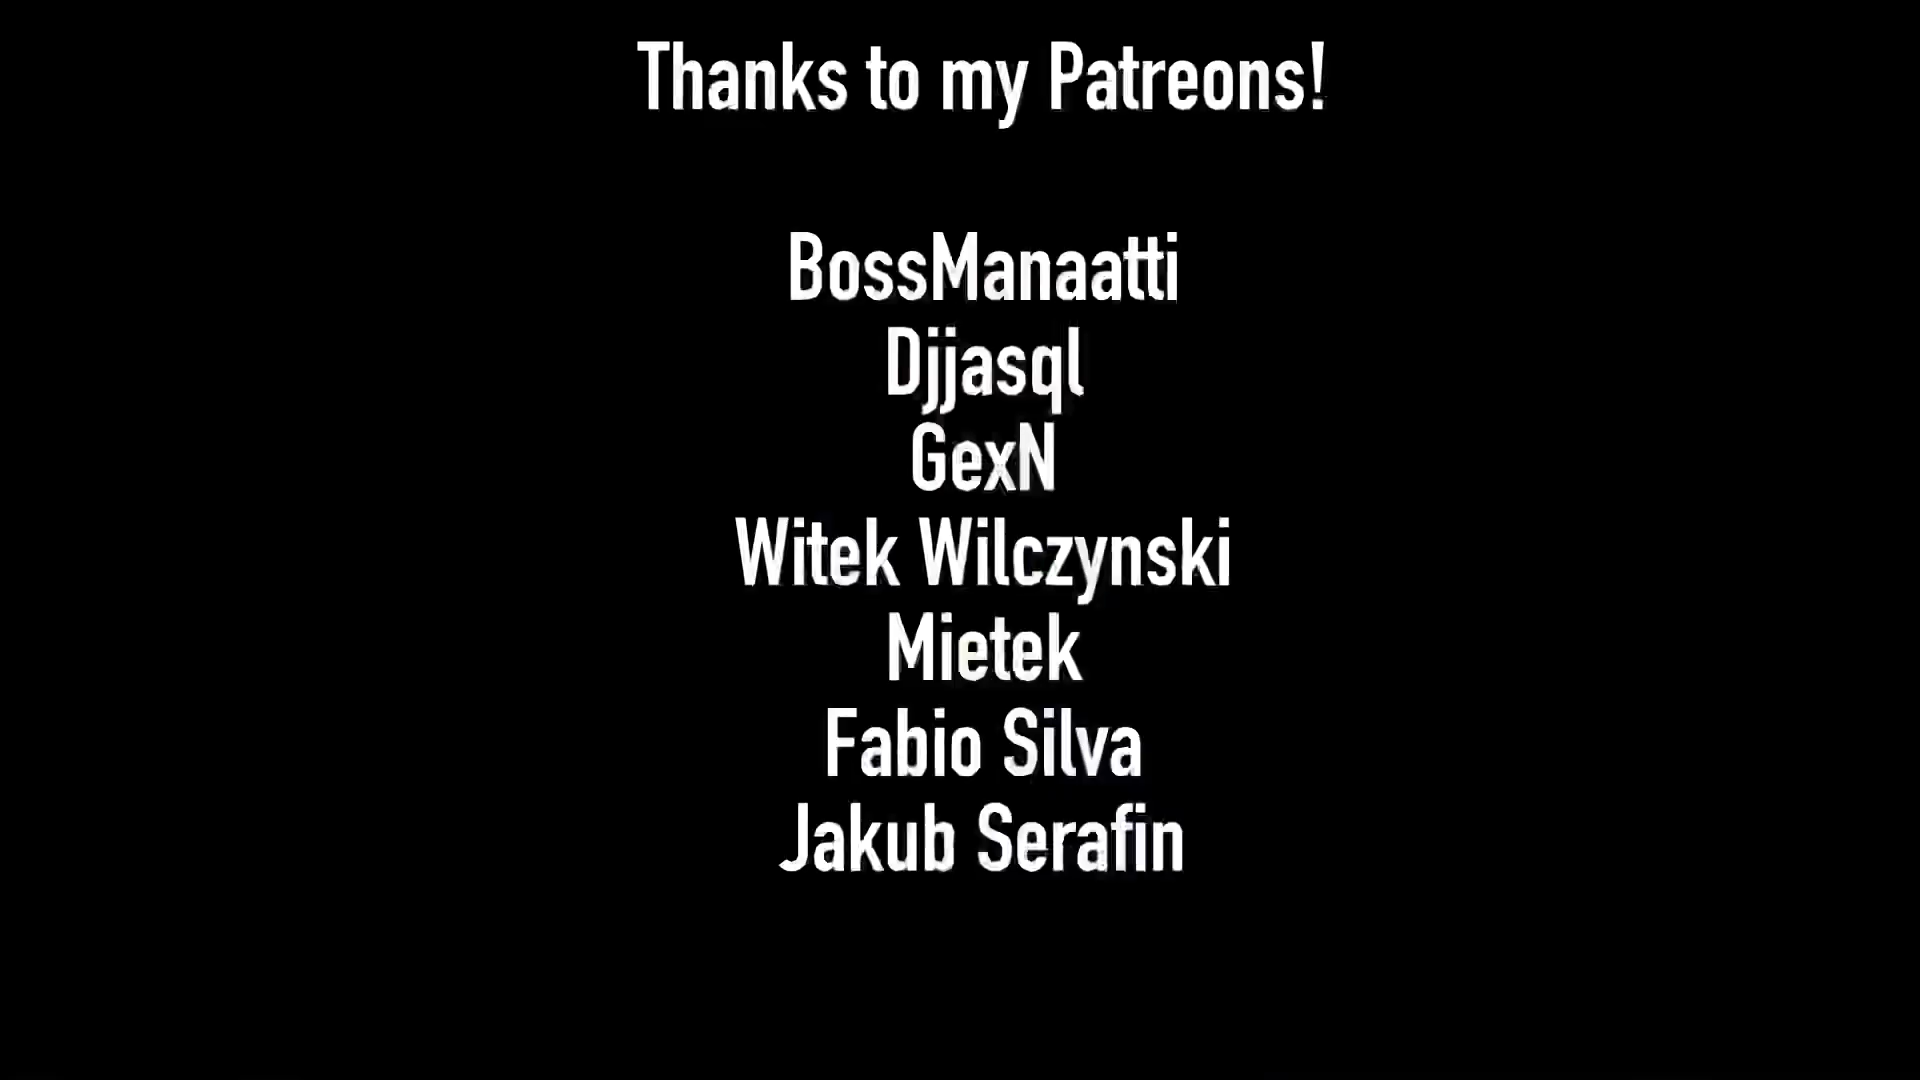 Thanks to my Patreons!
BossManaatti
Djjasql
GexN
Witek Wilczynski
Mietek
Fabio Silva
Jakub Serafin